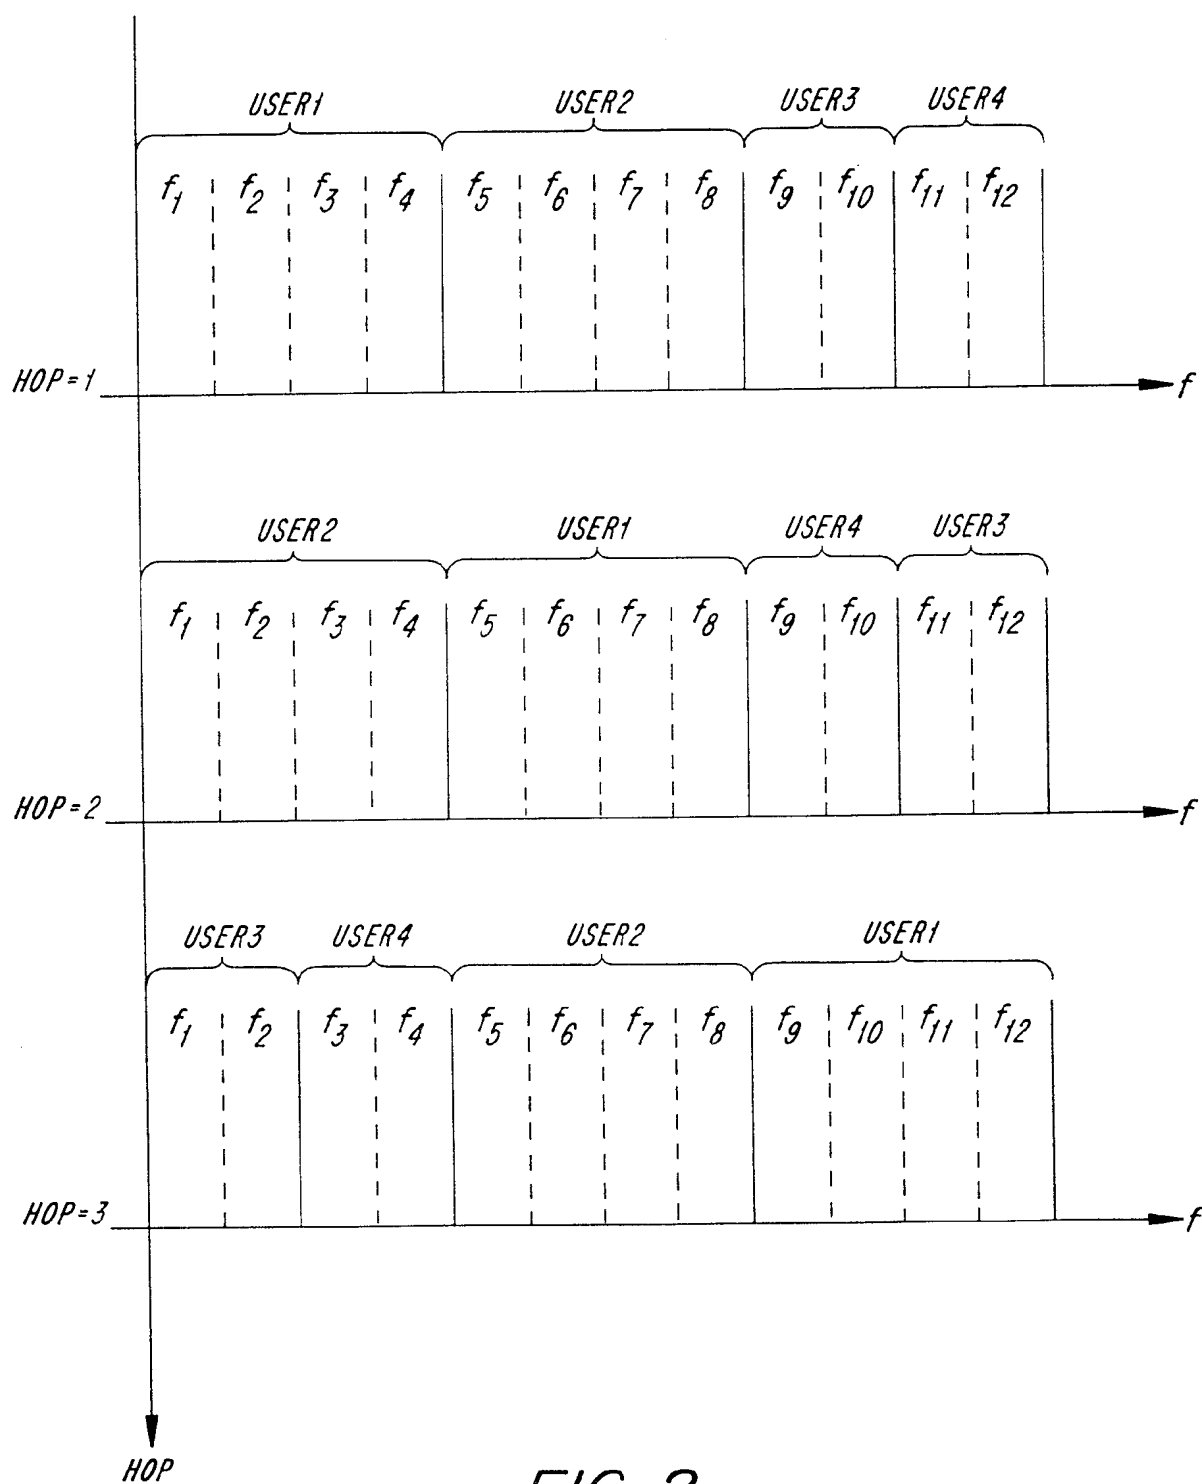 USER1 USER2 USER3 USER4
f1 f2 f3 f4 f5 f6 f7 f8 f9 f10 f11 f12
HOP=1 f
USER2 USER1 USER4 USER3
f1 f2 f3 f4 f5 f6 f7 f8 f9 f10 f11 f12
HOP=2 f
USER3 USER4 USER2 USER1
f1 f2 f3 f4 f5 f6 f7 f8 f9 f10 f11 f12
HOP=3 f
HOP